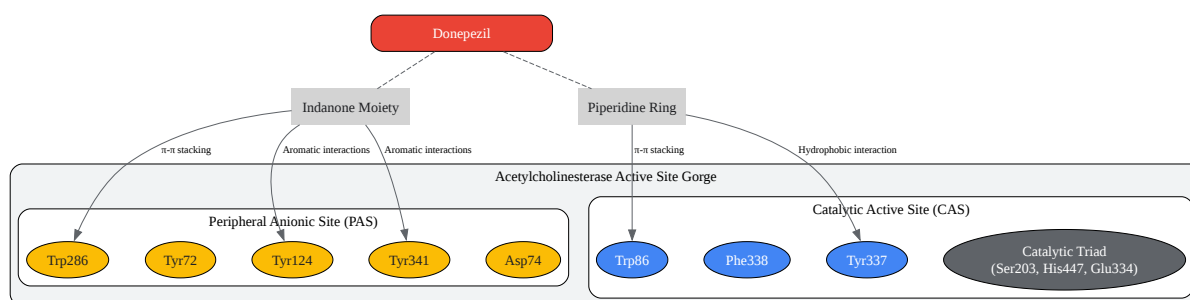 Donepezil
Indanone Moiety
Piperidine Ring
π-π stacking
Aromatic interactions
Aromatic interactions
π-π stacking
Hydrophobic interaction
Acetylcholinesterase Active Site Gorge
Peripheral Anionic Site (PAS)
Catalytic Active Site (CAS)
Trp286
Tyr72
Tyr124
Tyr341
Asp74
Trp86
Phe338
Tyr337
Catalytic Triad
(Ser203, His447, Glu334)